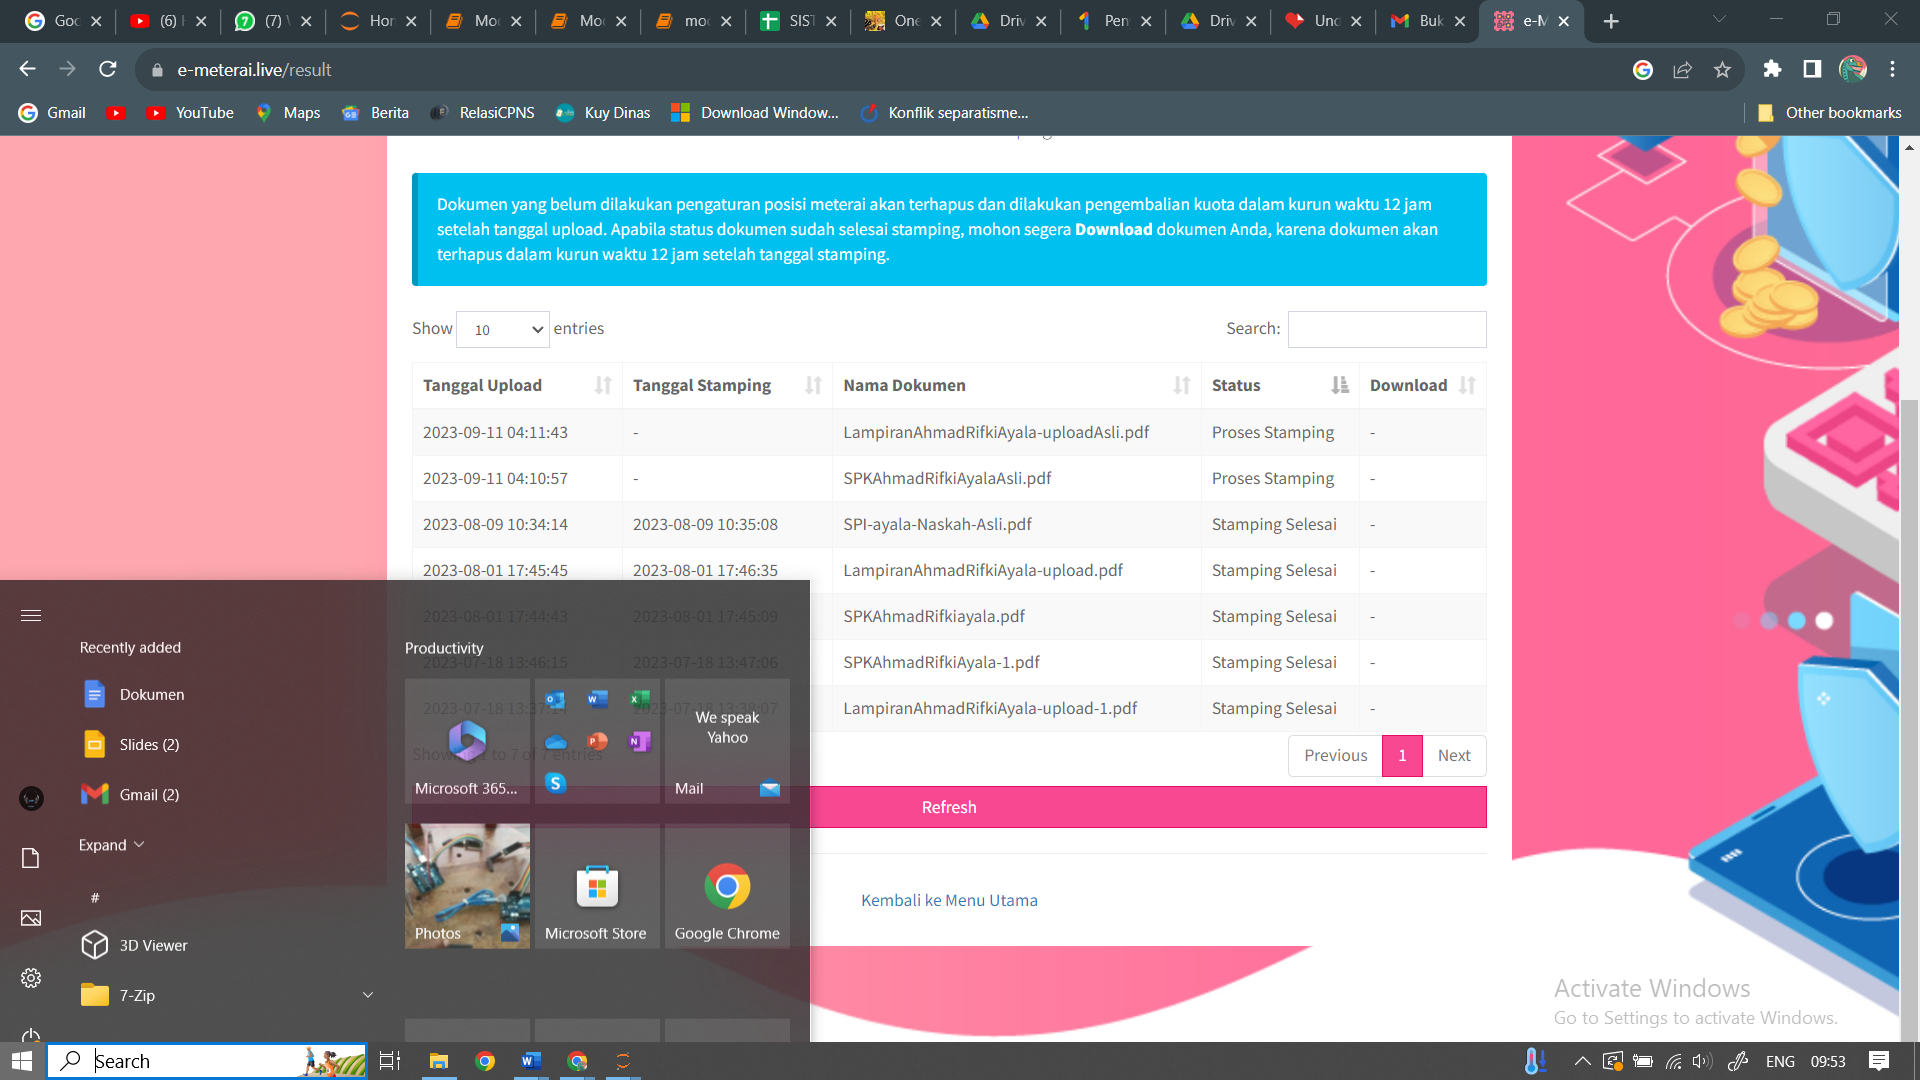 Goo
(6) H
(7) W
Hor
Moc
Moc
moc
SIST
One
Driv
Pen
Driv
Und
Buk
e-M
e-meterai.live/result
Gmail
YouTube
Maps
Berita
RelasiCPNS
Kuy Dinas
Download Window...
Konflik separatisme...
Other bookmarks
Dokumen yang belum dilakukan pengaturan posisi meterai akan terhapus dan dilakukan pengembalian kuota dalam kurun waktu 12 jam
setelah tanggal upload. Apabila status dokumen sudah selesai stamping, mohon segera Download dokumen Anda, karena dokumen akan
terhapus dalam kurun waktu 12 jam setelah tanggal stamping.
Show 10 entries
Search:
Tanggal Upload Tanggal Stamping Nama Dokumen Status Download
2023-09-11 04:11:43 - LampiranAhmadRifkiAyala-uploadAsli.pdf Proses Stamping -
2023-09-11 04:10:57 - SPKAhmadRifkiAyalaAsli.pdf Proses Stamping -
2023-08-09 10:34:14 2023-08-09 10:35:08 SPI-ayala-Naskah-Asli.pdf Stamping Selesai -
2023-08-01 17:45:45 2023-08-01 17:46:35 LampiranAhmadRifkiAyala-upload.pdf Stamping Selesai -
2023-08-01 17:44:43 2023-08-01 17:45:09 SPKAhmadRifkiayala.pdf Stamping Selesai -
2023-07-18 13:46:15 2023-07-18 13:47:06 SPKAhmadRifkiAyala-1.pdf Stamping Selesai -
2023-07-18 2023-07-18 13:38:07 LampiranAhmadRifkiAyala-upload-1.pdf Stamping Selesai -
Showing 1 to 7 of 7 entries
Previous 1 Next
Refresh
Kembali ke Menu Utama
Recently added
Dokumen
Slides (2)
Gmail (2)
Expand
#
3D Viewer
7-Zip
Productivity
Microsoft 365...
We speak
Yahoo
Mail
Photos
Microsoft Store
Google Chrome
Activate Windows
Go to Settings to activate Windows.
Search
ENG
09:53